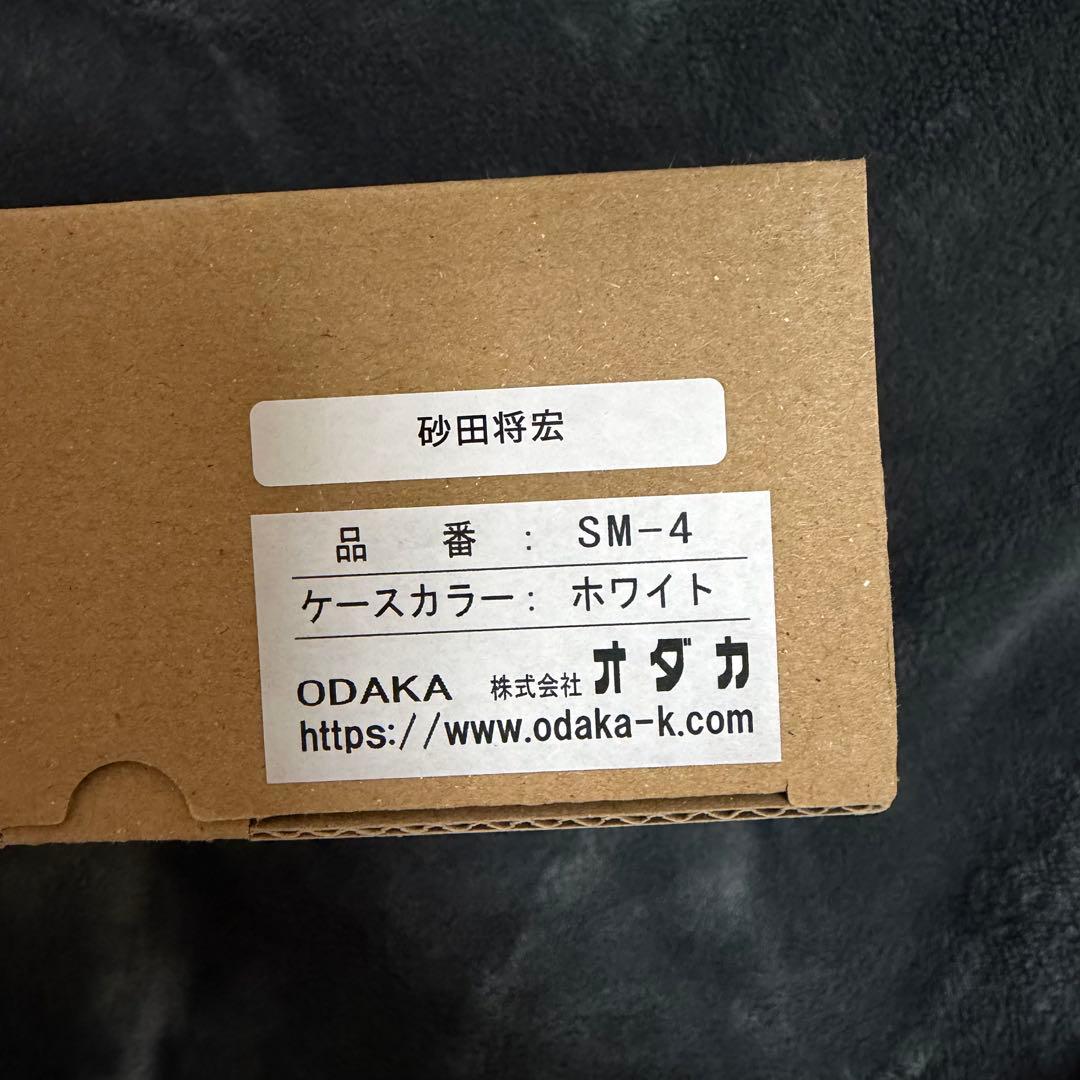 砂田将宏
品　番 : SM-4
ケースカラー: ホワイト
ODAKA 株式会社オダカ
https://www.odaka-k.com